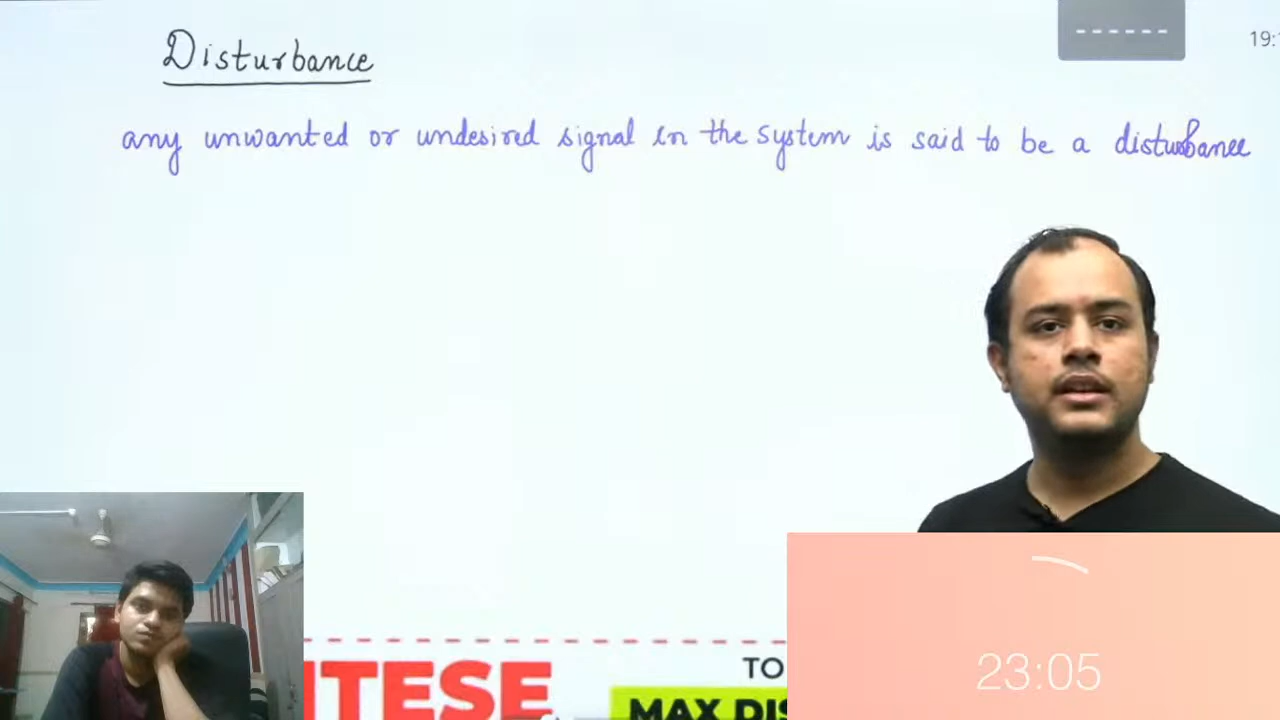 19:
Disturbance
any unwanted or undesired signal in the system is said to be a disturbance
ITESE
TO
MAX DIS
23:05